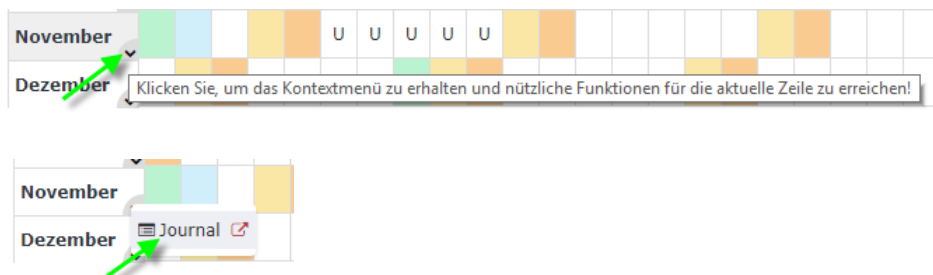 November U U U U U
Dezember
Klicken Sie, um das Kontextmenü zu erhalten und nützliche Funktionen für die aktuelle Zeile zu erreichen!
November
Journal
Dezember